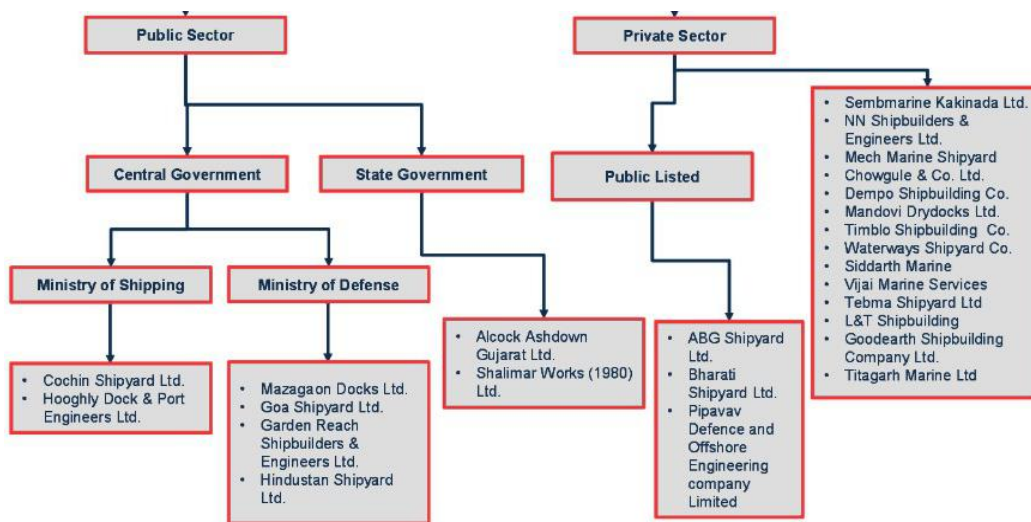 Public Sector
Private Sector
Central Government
State Government
Public Listed
• Sembmarine Kakinada Ltd.
• NN Shipbuilders &
Engineers Ltd.
• Mech Marine Shipyard
• Chowgule & Co. Ltd.
• Dempo Shipbuilding Co.
• Mandovi Drydocks Ltd.
• Timblo Shipbuilding Co.
• Waterways Shipyard Co.
• Siddarth Marine
• Vijai Marine Services
• Tebma Shipyard Ltd
• L&T Shipbuilding
• Goodearth Shipbuilding
Company Ltd.
• Titagarh Marine Ltd
Ministry of Shipping
Ministry of Defense
• Cochin Shipyard Ltd.
• Hooghly Dock & Port
Engineers Ltd.
• Mazagaon Docks Ltd.
• Goa Shipyard Ltd.
• Garden Reach
Shipbuilders &
Engineers Ltd.
• Hindustan Shipyard
Ltd.
• Alcock Ashdown
Gujarat Ltd.
• Shalimar Works (1980)
Ltd.
• ABG Shipyard
Ltd.
• Bharati
Shipyard Ltd.
• Pipavav
Defence and
Offshore
Engineering
company
Limited